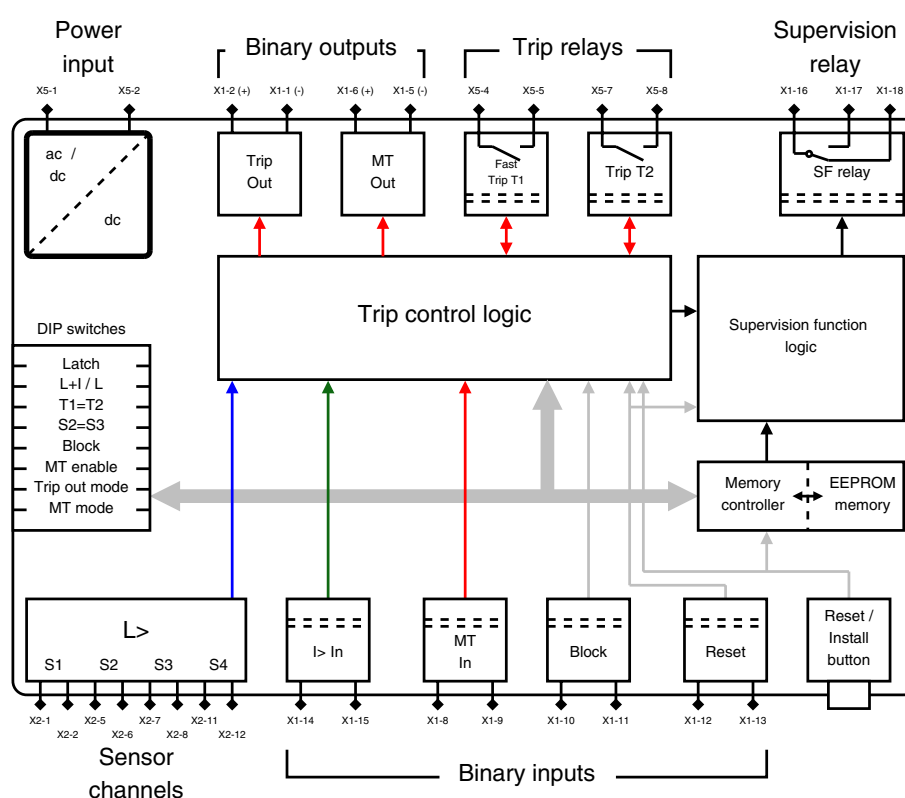 Power
input
Binary outputs
Trip relays
Supervision
relay
X5-1
X5-2
X1-2 (+)
X1-1 (-)
X1-6 (+)
X1-5 (-)
X5-4
X5-5
X5-7
X5-8
X1-16
X1-17
X1-18
ac /
dc
dc
Trip
Out
MT
Out
Fast
Trip T1
Trip T2
SF relay
Trip control logic
Supervision function
logic
DIP switches
Latch
L+I / L
T1=T2
S2=S3
Block
MT enable
Trip out mode
MT mode
Memory
controller
EEPROM
memory
L>
S1
S2
S3
S4
I> In
MT
In
Block
Reset
Reset /
Install
button
X2-1
X2-2
X2-5
X2-6
X2-7
X2-8
X2-11
X2-12
X1-14
X1-15
X1-8
X1-9
X1-10
X1-11
X1-12
X1-13
Sensor
channels
Binary inputs